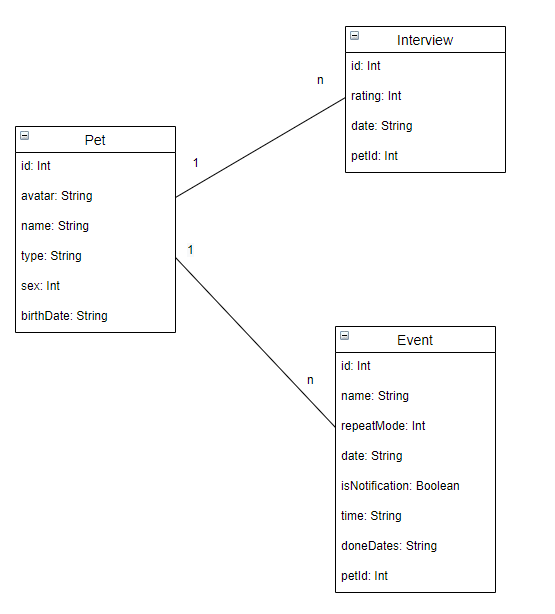 Interview
id: Int
rating: Int
date: String
petId: Int
n
1
Pet
id: Int
avatar: String
name: String
type: String
sex: Int
birthDate: String
1
n
Event
id: Int
name: String
repeatMode: Int
date: String
isNotification: Boolean
time: String
doneDates: String
petId: Int